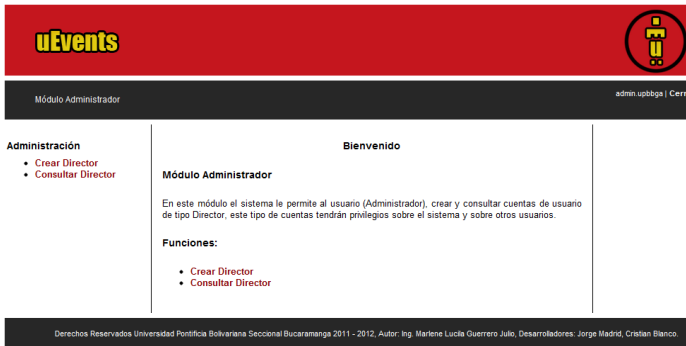 uEvents
Módulo Administrador
admin.upbbga | Cerr
Administración
Crear Director
Consultar Director
Bienvenido
Módulo Administrador
En este módulo el sistema le permite al usuario (Administrador), crear y consultar cuentas de usuario
de tipo Director, este tipo de cuentas tendrán privilegios sobre el sistema y sobre otros usuarios.
Funciones:
Crear Director
Consultar Director
Derechos Reservados Universidad Pontificia Bolivariana Seccional Bucaramanga 2011 - 2012, Autor: Ing. Marlene Lucila Guerrero Julio, Desarrolladores: Jorge Madrid, Cristian Blanco.